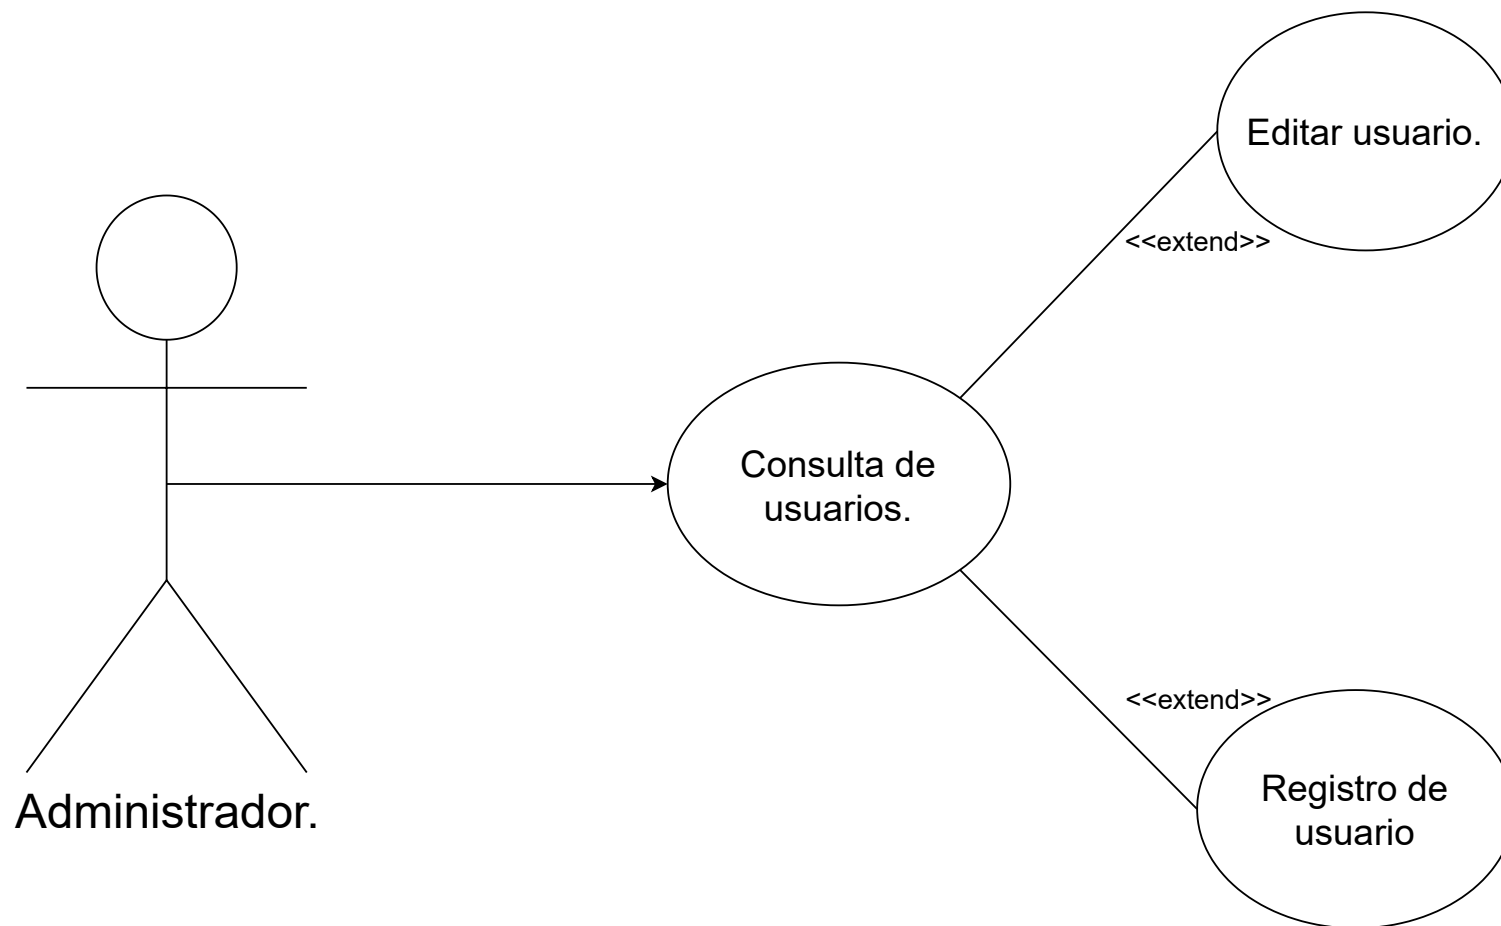 Editar usuario.
<<extend>>
Consulta de
usuarios.
<<extend>>
Registro de
usuario
Administrador.